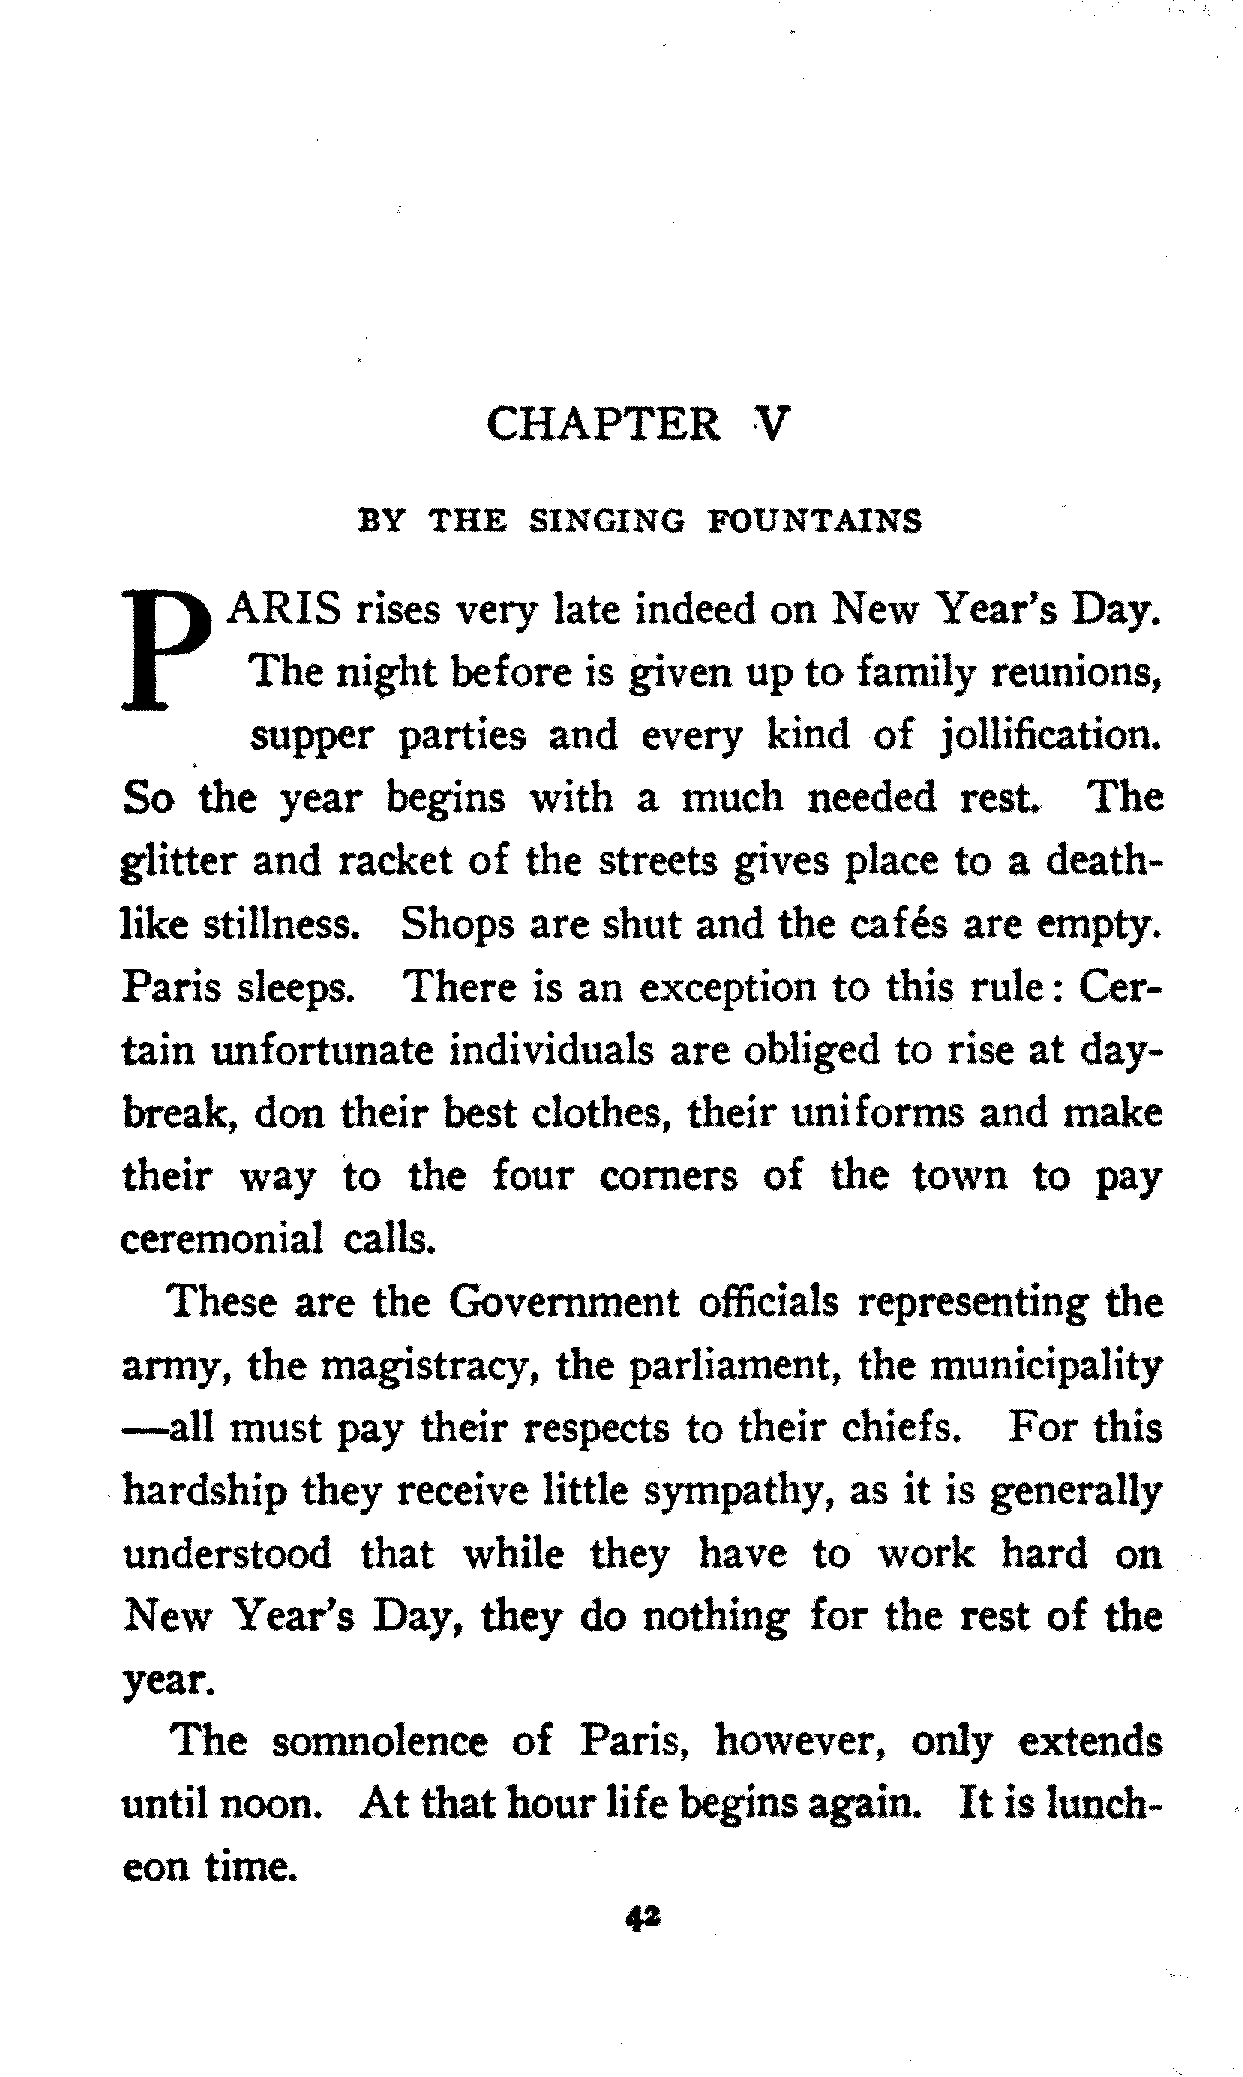 CHAPTER V
BY THE SINGING FOUNTAINS
PARIS rises very late indeed on New Year's Day.
The night before is given up to family reunions,
supper parties and every kind of jollification.
So the year begins with a much needed rest. The
glitter and racket of the streets gives place to a death-
like stillness. Shops are shut and the cafés are empty.
Paris sleeps. There is an exception to this rule: Cer-
tain unfortunate individuals are obliged to rise at day-
break, don their best clothes, their uniforms and make
their way to the four corners of the town to pay
ceremonial calls.
These are the Government officials representing the
army, the magistracy, the parliament, the municipality
—all must pay their respects to their chiefs. For this
hardship they receive little sympathy, as it is generally
understood that while they have to work hard on
New Year's Day, they do nothing for the rest of the
year.
The somnolence of Paris, however, only extends
until noon. At that hour life begins again. It is lunch-
eon time.
42